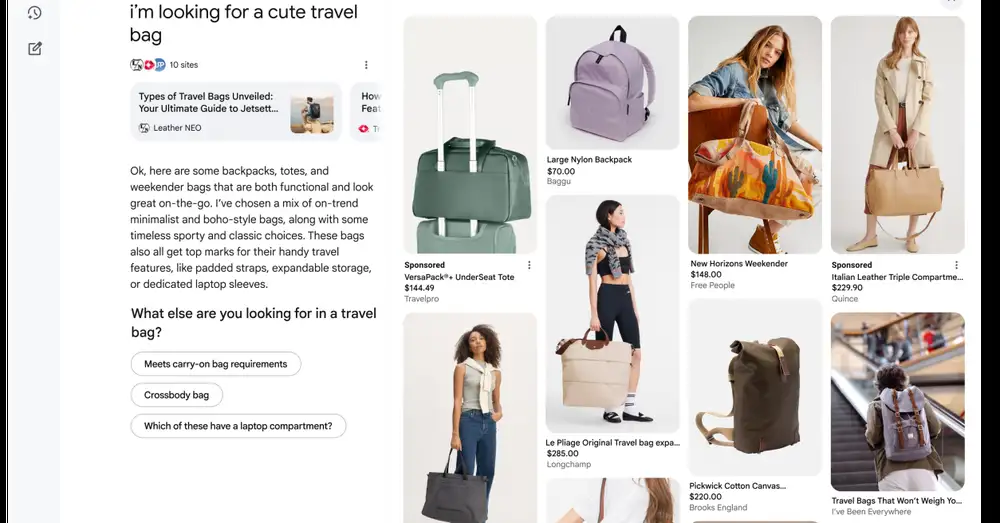 i'm looking for a cute travel
bag
10 sites
Types of Travel Bags Unveiled:
Your Ultimate Guide to Jetsett...
Leather NEO
How
Feat
Ok, here are some backpacks, totes, and
weekender bags that are both functional and look
great on-the-go. I've chosen a mix of on-trend
minimalist and boho-style bags, along with some
timeless sporty and classic choices. These bags
also all get top marks for their handy travel
features, like padded straps, expandable storage,
or dedicated laptop sleeves.
What else are you looking for in a travel
bag?
Meets carry-on bag requirements
Crossbody bag
Which of these have a laptop compartment?
Sponsored
VersaPack®+ UnderSeat Tote
$144.49
Travelpro
Large Nylon Backpack
$70.00
Baggu
Le Pliage Original Travel bag expa...
$285.00
Longchamp
New Horizons Weekender
$148.00
Free People
Pickwick Cotton Canvas...
$220.00
Brooks England
Sponsored
Italian Leather Triple Compartme...
$229.90
Quince
Travel Bags That Won't Weigh Yo...
I've Been Everywhere